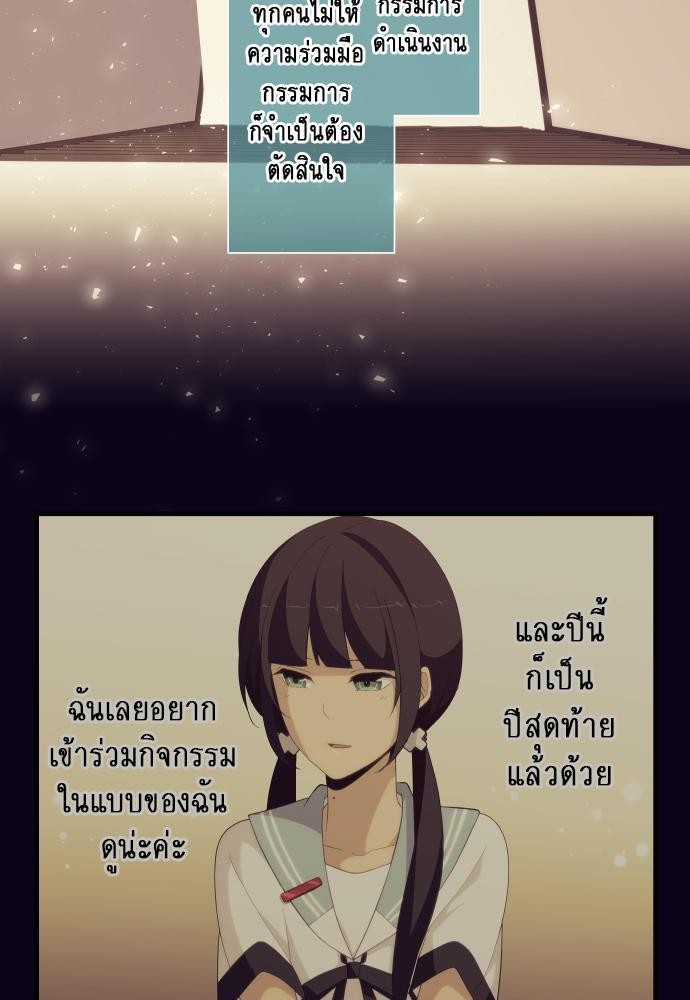 กรรมการ
ดำเนินงาน
ทุกคนไม่ให้
ความร่วมมือ
กรรมการ
ก็จำเป็นต้อง
ตัดสินใจ
และปีนี้
ก็เป็น
ปีสุดท้าย
แล้วด้วย
ฉันเลยอยาก
เข้าร่วมกิจกรรม
ในแบบของฉัน
ดูน่ะค่ะ